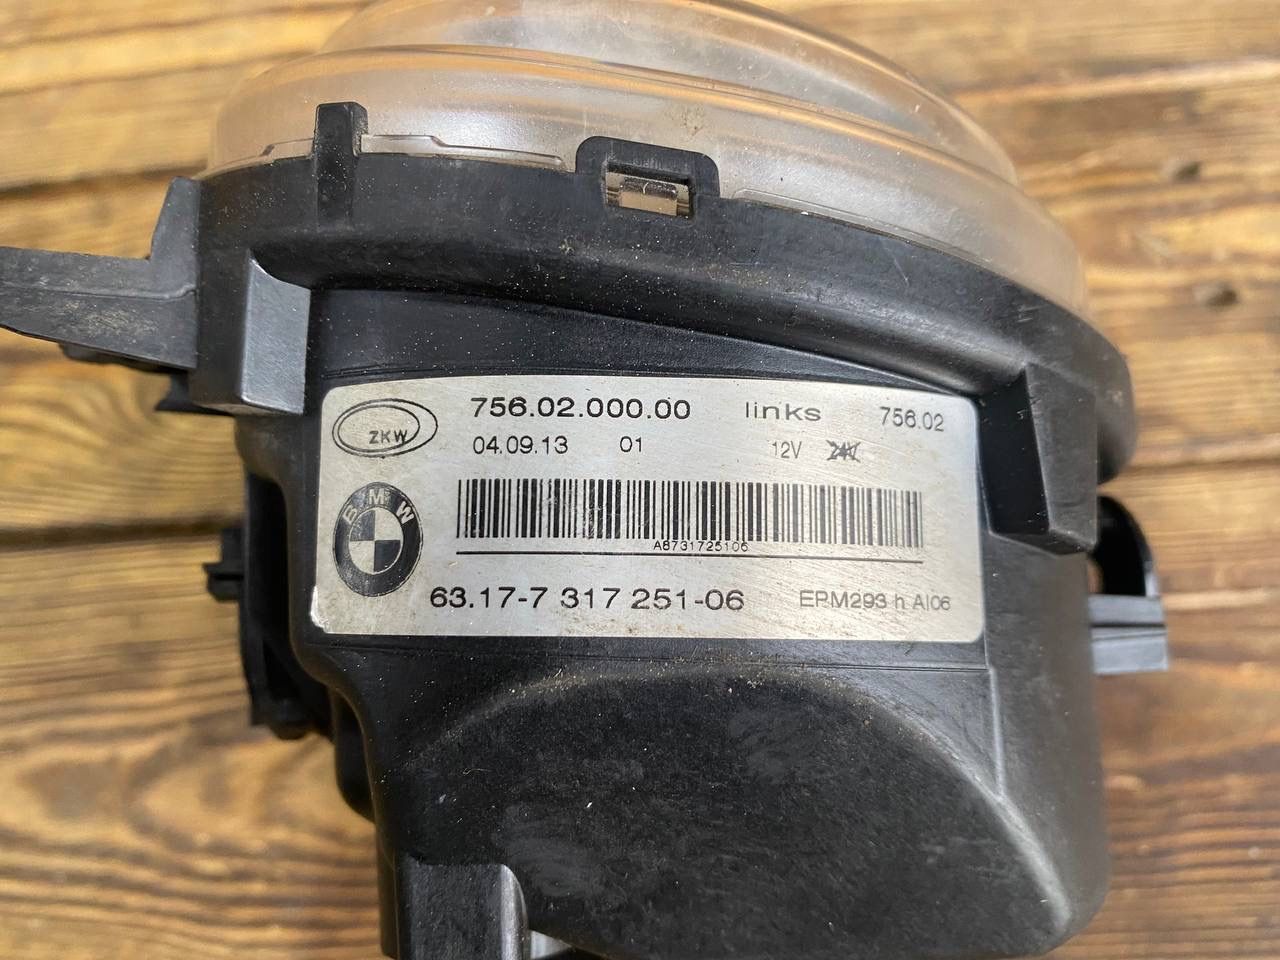 756.02.000.00 links 756.02
ZKW
04.09.13 01 12V 24V
BMW
A8731725106
63.17-7 317 251-06 EPM293 h AI06